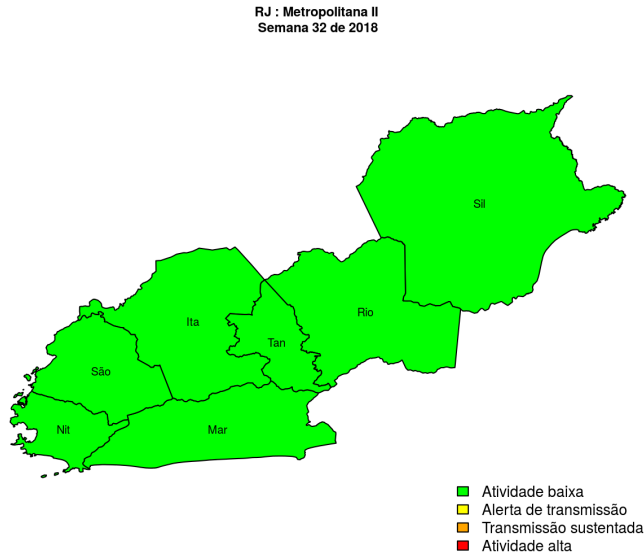 RJ : Metropolitana II
Semana 32 de 2018
Sil
Rio
Ita
Tan
São
Nit
Mar
Atividade baixa
Alerta de transmissão
Transmissão sustentada
Atividade alta